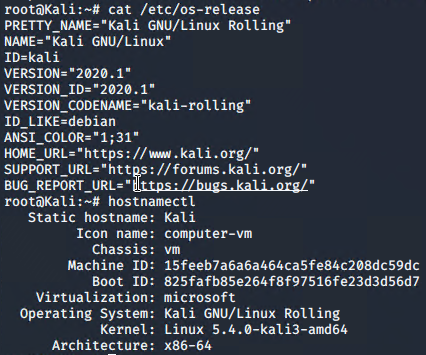 root@Kali:~# cat /etc/os-release
PRETTY_NAME="Kali GNU/Linux Rolling"
NAME="Kali GNU/Linux"
ID=kali
VERSION="2020.1"
VERSION_ID="2020.1"
VERSION_CODENAME="kali-rolling"
ID_LIKE=debian
ANSI_COLOR="1;31"
HOME_URL="https://www.kali.org/"
SUPPORT_URL="https://forums.kali.org/"
BUG_REPORT_URL="https://bugs.kali.org/"
root@Kali:~# hostnamectl
Static hostname: Kali
Icon name: computer-vm
Chassis: vm
Machine ID: 15feeb7a6a6a464ca5fe84c208dc59dc
Boot ID: 825fafb85e264f8f97516fe23d3d56d7
Virtualization: microsoft
Operating System: Kali GNU/Linux Rolling
Kernel: Linux 5.4.0-kali3-amd64
Architecture: x86-64